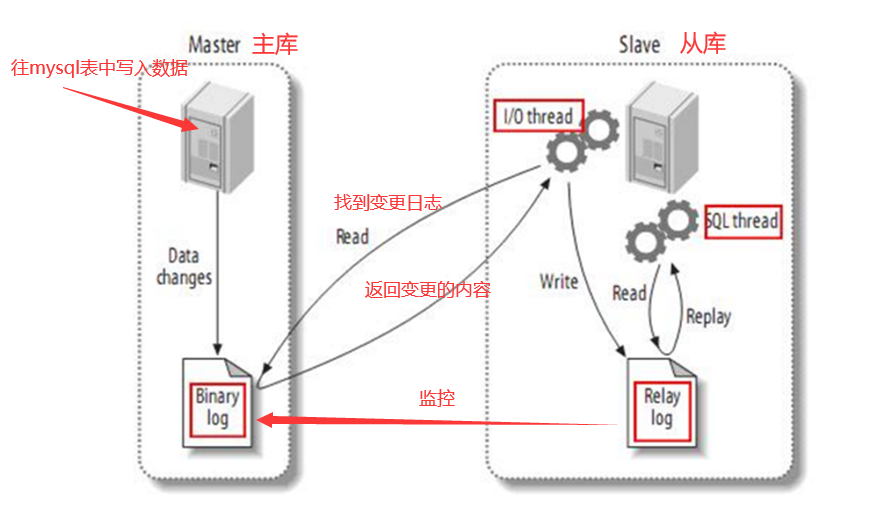 Master 主库
Slave 从库
往mysql表中写入数据
I/O thread
找到变更日志
Read
SQL thread
Data
changes
返回变更的内容
Write
Read
Replay
监控
Binary
log
Relay
log